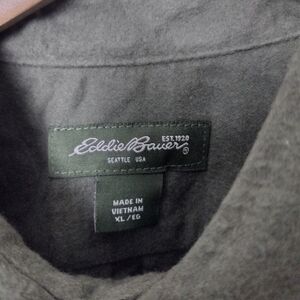 EST. 1920
Eddie Bauer®
SEATTLE USA
MADE IN
VIETNAM
XL / EG